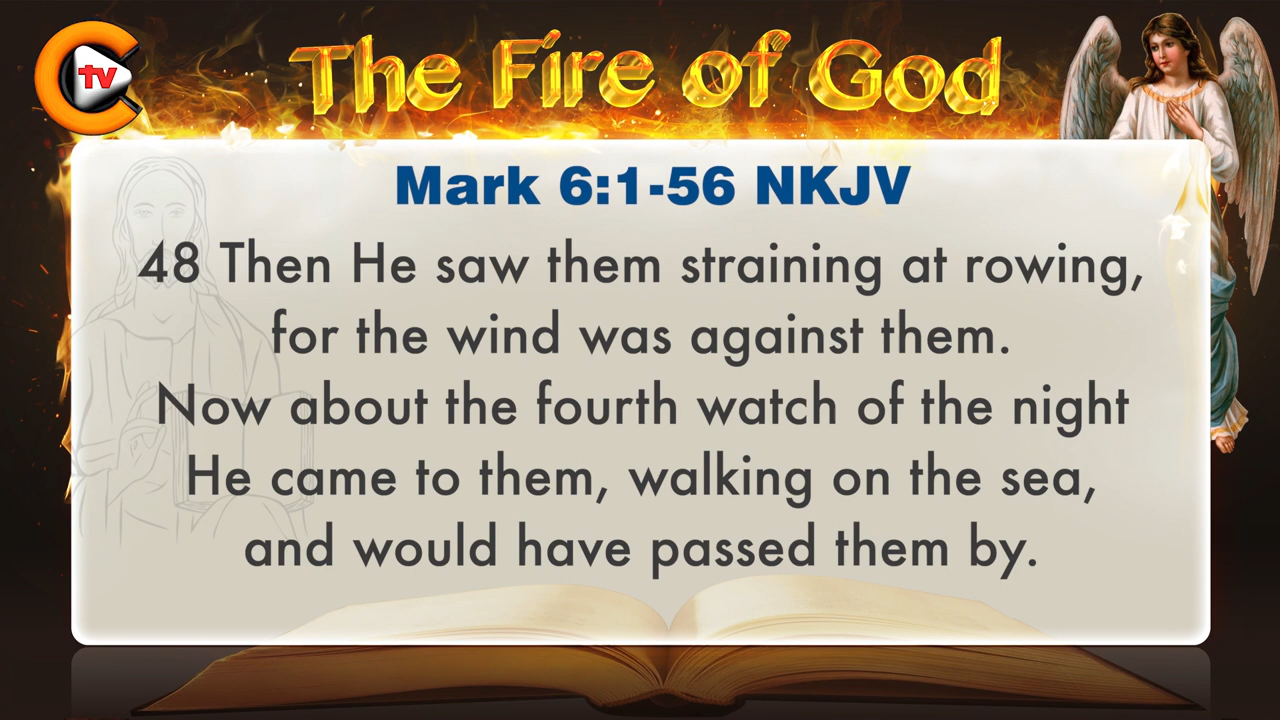 tv
The Fire of God
Mark 6:1-56 NKJV
48 Then He saw them straining at rowing,
for the wind was against them.
Now about the fourth watch of the night
He came to them, walking on the sea,
and would have passed them by.